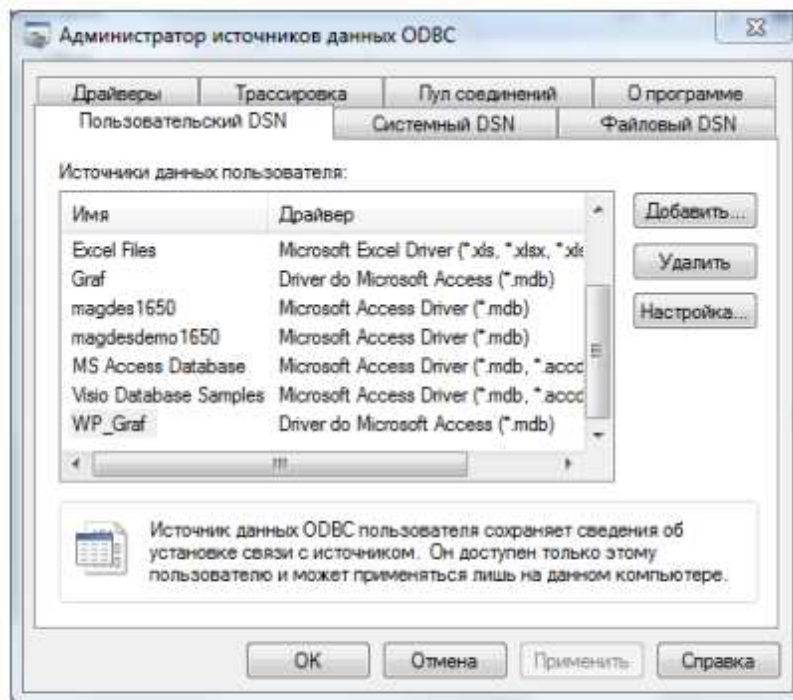 Администратор источников данных ODBC
Драйверы Трассировка Пул соединений О программе
Пользовательский DSN Системный DSN Файловый DSN
Источники данных пользователя:
Имя Драйвер
Добавить...
Excel Files Microsoft Excel Driver (*.xls, *.xlsx, *.xls
Graf Driver do Microsoft Access (*.mdb)
Удалить
magdes1650 Microsoft Access Driver (*.mdb)
Настройка...
magdesdemo1650 Microsoft Access Driver (*.mdb)
MS Access Database Microsoft Access Driver (*.mdb, *.accd
Visio Database Samples Microsoft Access Driver (*.mdb, *.accd
WP_Graf Driver do Microsoft Access (*.mdb)
Источник данных ODBC пользователя сохраняет сведения об
установке связи с источником. Он доступен только этому
пользователю и может применяться лишь на данном компьютере.
OK Отмена Применить Справка